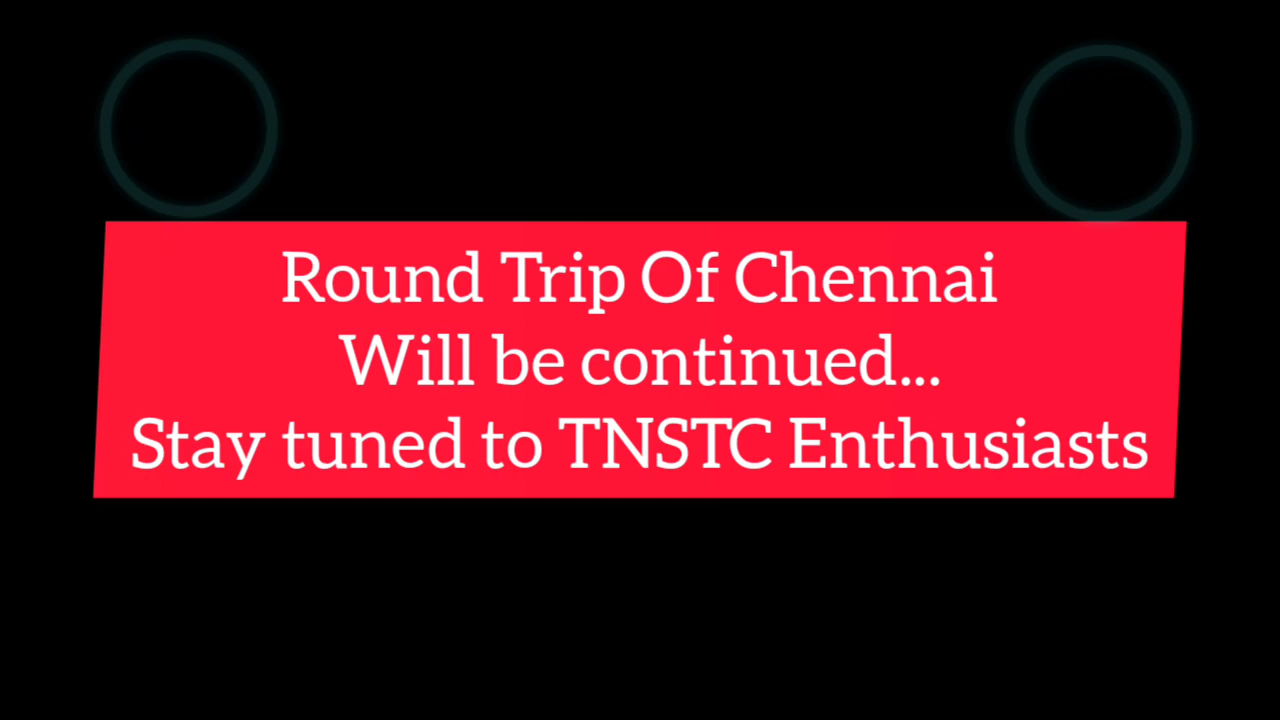 Round Trip Of Chennai
Will be continued...
Stay tuned to TNSTC Enthusiasts